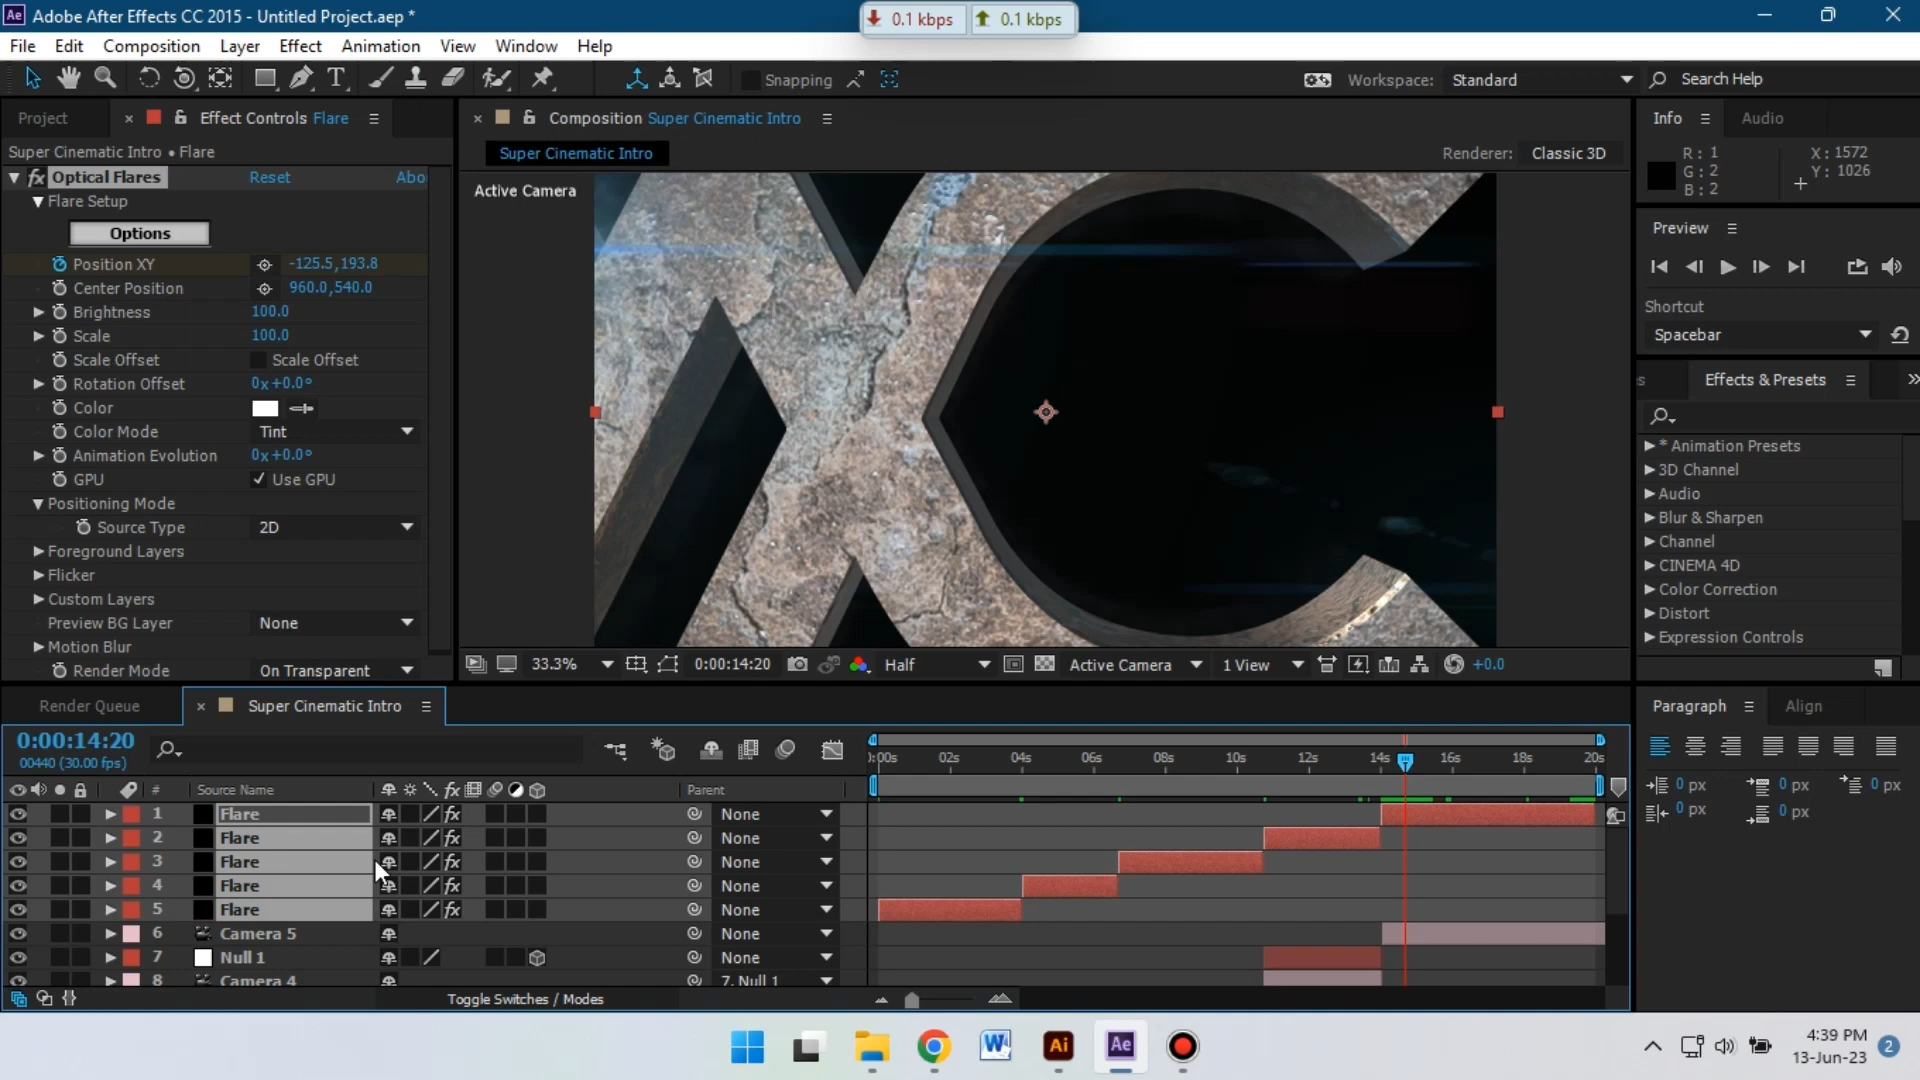 Ae Adobe After Effects CC 2015 - Untitled Project.aep *
0.1 kbps 0.1 kbps
File Edit Composition Layer Effect Animation View Window Help
Snapping
Workspace: Standard
Search Help
Project
Effect Controls Flare
Super Cinematic Intro • Flare
fx Optical Flares Reset Abo
Flare Setup
Options
Position XY -125.5,193.8
Center Position 960.0,540.0
Brightness 100.0
Scale 100.0
Scale Offset Scale Offset
Rotation Offset 0x+0.0°
Color
Color Mode Tint
Animation Evolution 0x+0.0°
GPU Use GPU
Positioning Mode
Source Type 2D
Foreground Layers
Flicker
Custom Layers
Preview BG Layer None
Motion Blur
Render Mode On Transparent
Composition Super Cinematic Intro
Super Cinematic Intro
Renderer: Classic 3D
Active Camera
33.3% 0:00:14:20 Half Active Camera 1 View +0.0
Info Audio
R: 1 X: 1572
G: 2 Y: 1026
B: 2
Preview
Shortcut
Spacebar
s Effects & Presets
* Animation Presets
3D Channel
Audio
Blur & Sharpen
Channel
CINEMA 4D
Color Correction
Distort
Expression Controls
Render Queue Super Cinematic Intro
0:00:14:20
00440 (30.00 fps)
):00s 02s 04s 06s 08s 10s 12s 14s 16s 18s 20s
# Source Name fx Parent
1 Flare fx None
2 Flare fx None
3 Flare fx None
4 Flare fx None
5 Flare fx None
6 Camera 5 None
7 Null 1 None
8 Camera 4 7. Null 1
Toggle Switches / Modes
Paragraph Align
0 px 0 px 0 px
0 px 0 px
W Ai Ae
4:39 PM
13-Jun-23
2